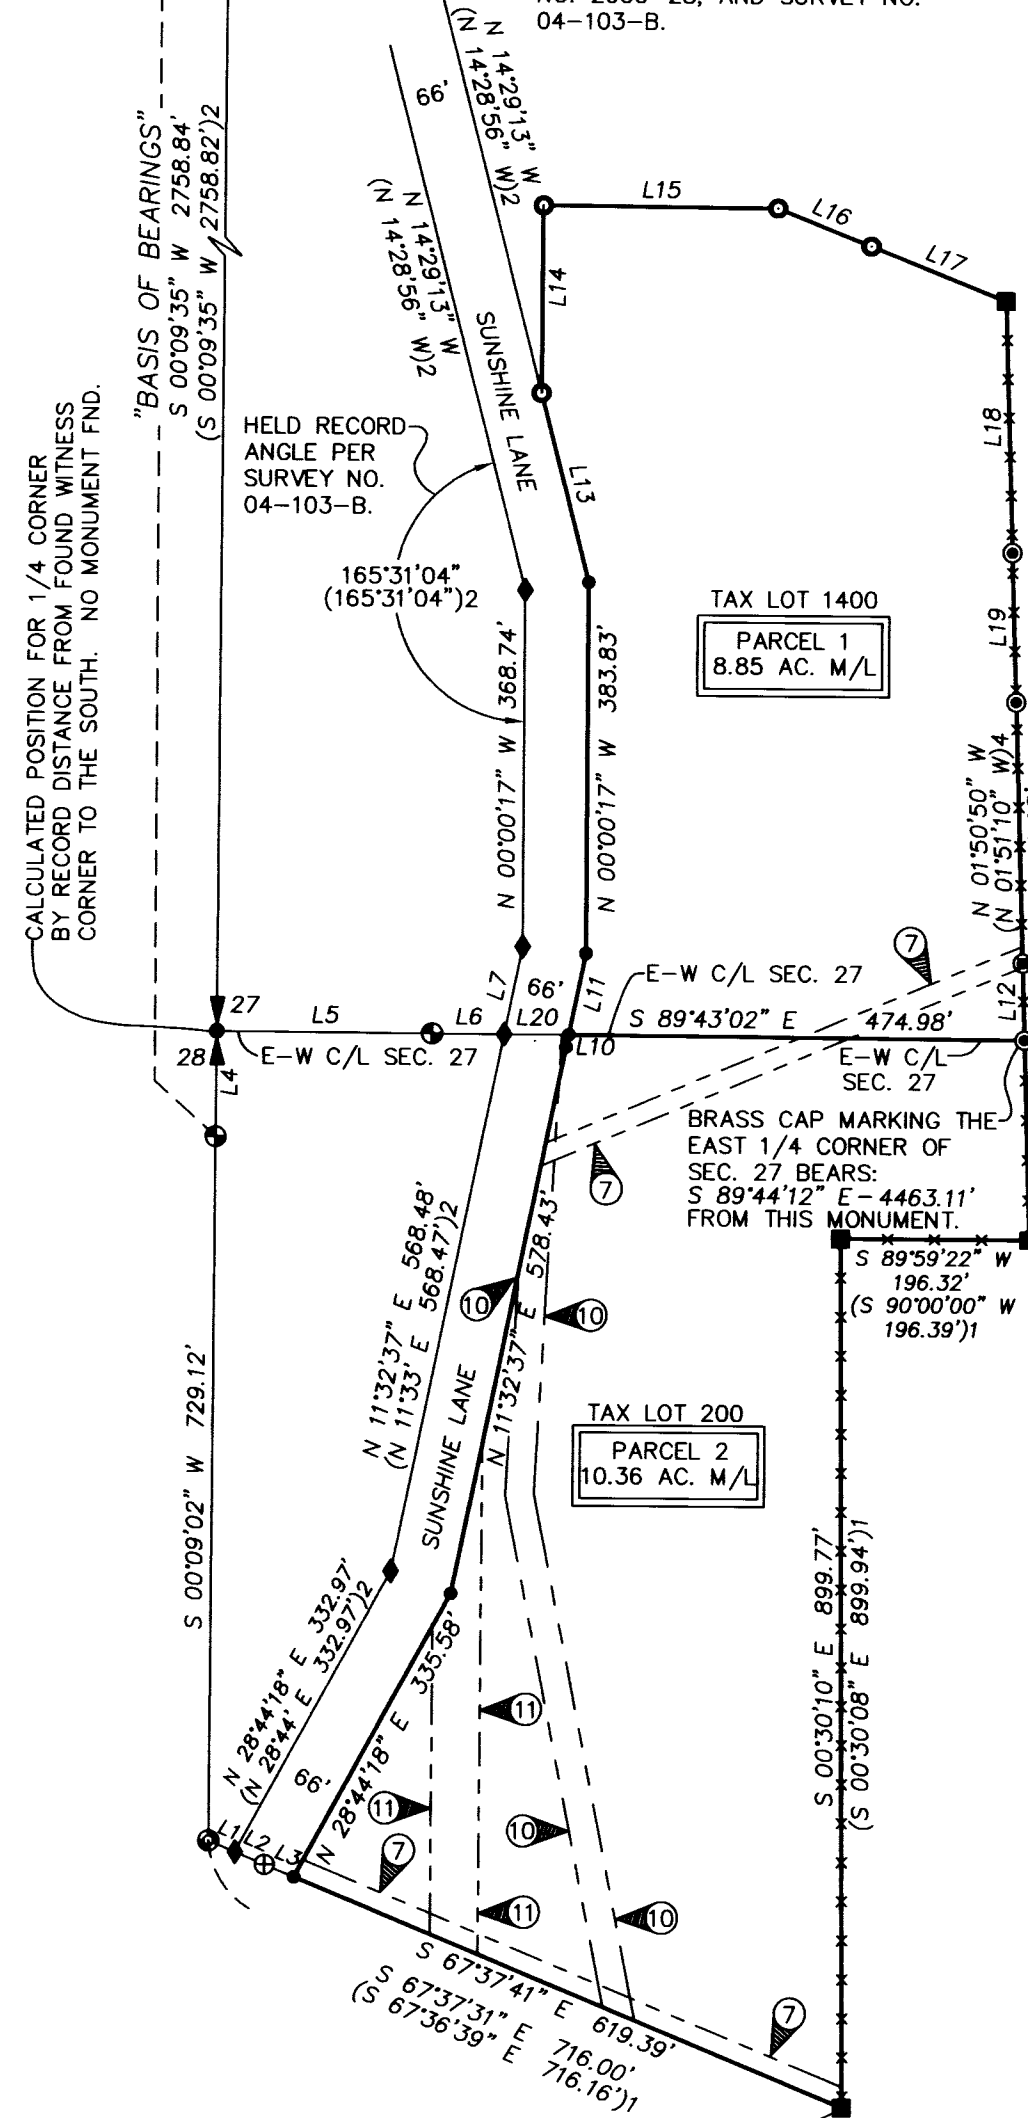 04-103-B.
N 14°29'13" W
(N 14°28'56" W)2
66'
N 14°29'13" W
(N 14°28'56" W)2
"BASIS OF BEARINGS"
S 00°09'35" W 2758.84'
(S 00°09'35" W 2758.82')2
L15
L16
L17
L14
SUNSHINE LANE
L13
L18
L19
HELD RECORD
ANGLE PER
SURVEY NO.
04-103-B.
165°31'04"
(165°31'04")2
CALCULATED POSITION FOR 1/4 CORNER
BY RECORD DISTANCE FROM FOUND WITNESS
CORNER TO THE SOUTH. NO MONUMENT FND.
TAX LOT 1400
PARCEL 1
8.85 AC. M/L
N 00°00'17" W 368.74'
N 00°00'17" W 383.83'
N 01°50'50" W
(N 01°51'10" W)4
7
27
28
L5
L6
L7
66'
L20
L11
L10
L12
L4
E-W C/L SEC. 27
E-W C/L SEC. 27
S 89°43'02" E 474.98'
E-W C/L
SEC. 27
BRASS CAP MARKING THE
EAST 1/4 CORNER OF
SEC. 27 BEARS:
S 89°44'12" E - 4463.11'
FROM THIS MONUMENT.
7
S 89°59'22" W
196.32'
(S 90°00'00" W
196.39')1
N 11°32'37" E 568.48'
(N 11°33' E 568.47')2
N 11°32'37" E 578.43'
10
10
SUNSHINE LANE
TAX LOT 200
PARCEL 2
10.36 AC. M/L
S 00°09'02" W 729.12'
N 28°44'18" E 332.97'
(N 28°44' E 332.97')2
66'
N 28°44'18" E 335.58'
S 00°30'10" E 899.77'
(S 00°30'08" E 899.94')1
11
11
10
L1
L2
L3
7
11
10
S 67°37'41" E 619.39'
S 67°37'31" E 716.00'
(S 67°36'39" E 716.16')1
7